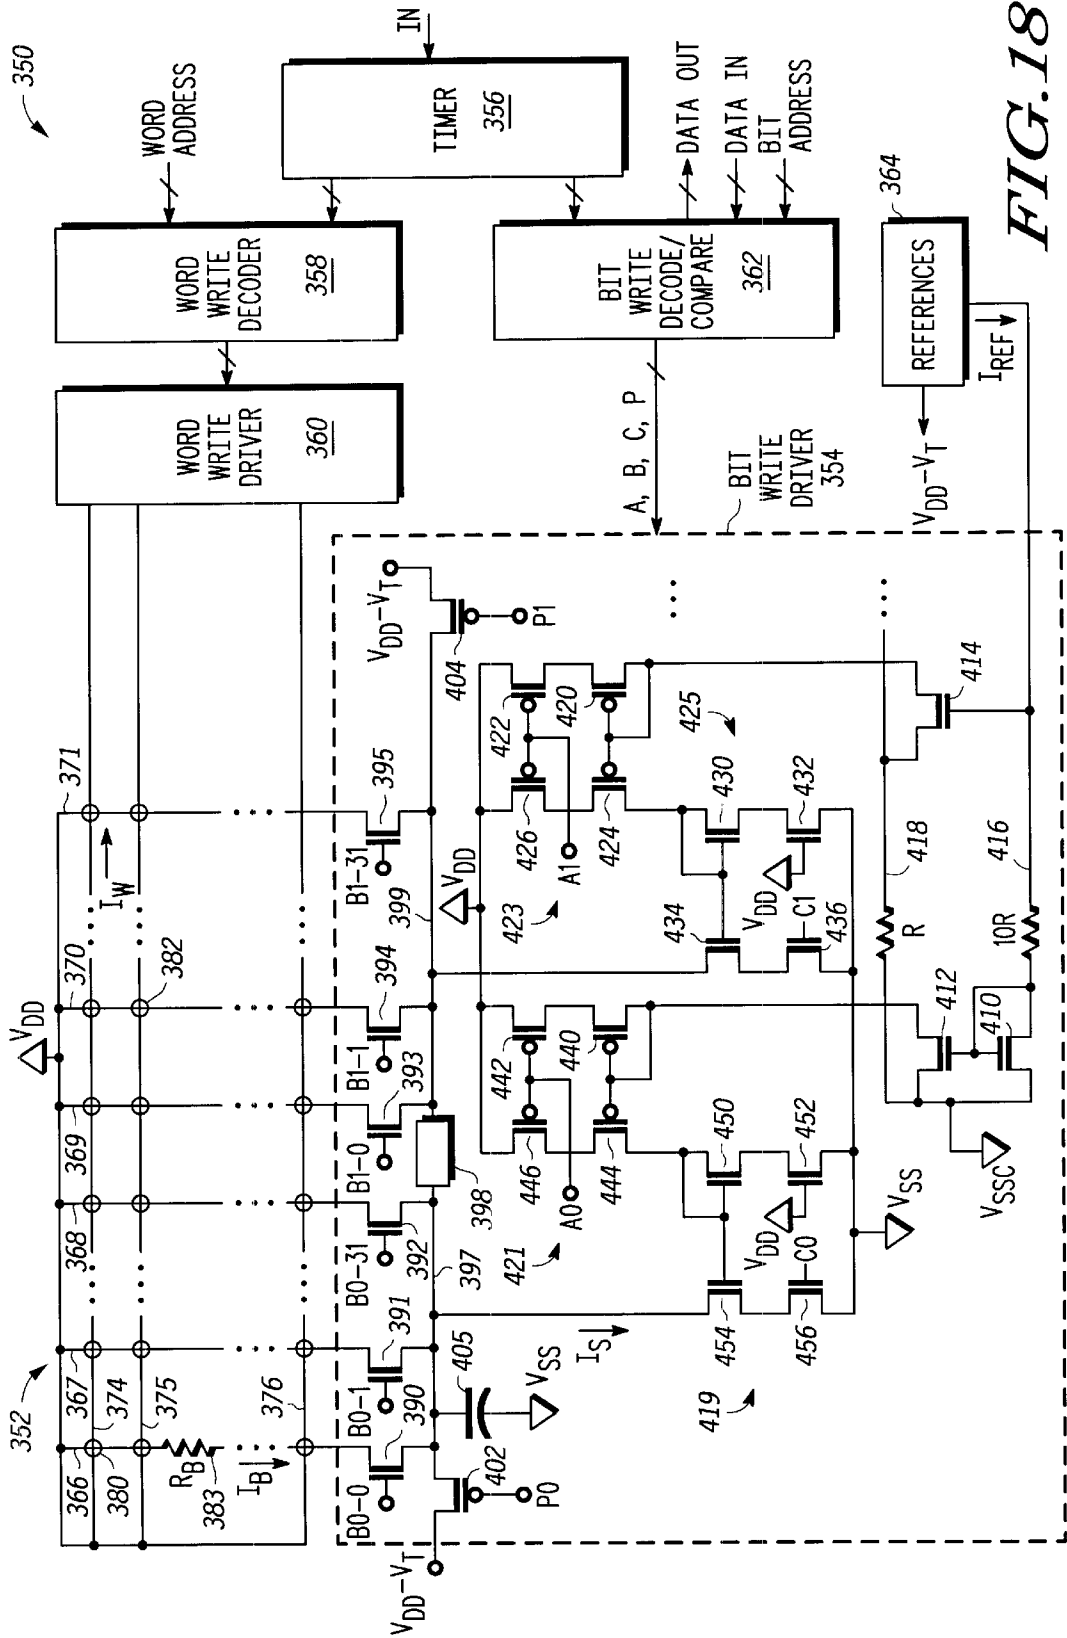 350
WORD
ADDRESS
IN
TIMER
356
WORD
WRITE
DECODER
358
BIT
WRITE
DECODE/
COMPARE
362
DATA OUT
DATA IN
BIT
ADDRESS
364
REFERENCES
IREF
VDD-VT
WORD
WRITE
DRIVER
360
A, B, C, P
BIT
WRITE
DRIVER
354
352
VDD
366
367
368
369
370
371
374
375
376
380
382
383
RB
IB
IW
B0-0
B0-1
B0-31
B1-0
B1-1
B1-31
390
391
392
393
394
395
397
398
399
VDD-VT
402
P0
405
VSS
VDD-VT
404
P1
IS
VDD
446
442
444
440
A0
421
426
422
424
420
A1
423
425
454
450
456
452
VDD
C0
419
434
430
436
432
VDD
C1
VSS
R
418
10R
416
412
410
414
VSSC
FIG.18